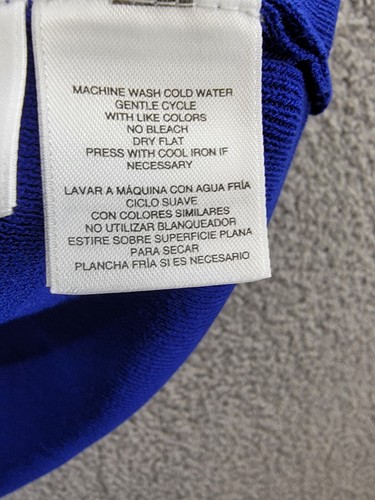 MACHINE WASH COLD WATER
GENTLE CYCLE
WITH LIKE COLORS
NO BLEACH
DRY FLAT
PRESS WITH COOL IRON IF
NECESSARY
LAVAR A MÁQUINA CON AGUA FRÍA
CICLO SUAVE
CON COLORES SIMILARES
NO UTILIZAR BLANQUEADOR
ESTIRE SOBRE SUPERFICIE PLANA
PARA SECAR
PLANCHA FRÍA SI ES NECESARIO